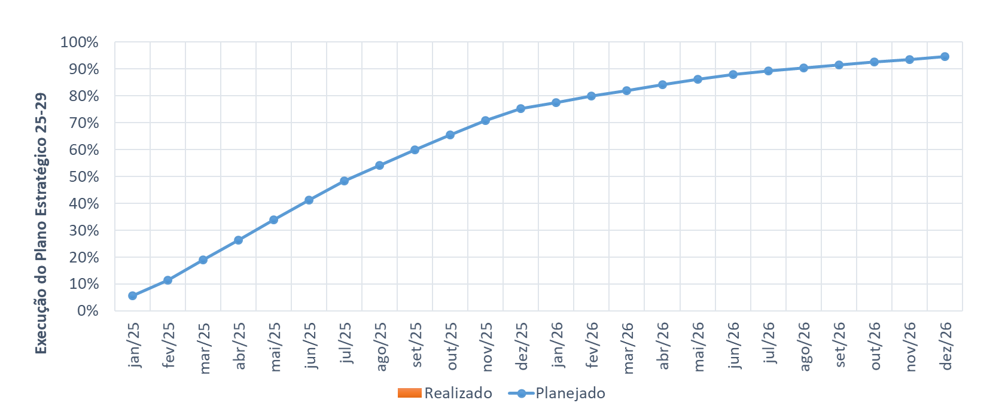 Execução do Plano Estratégico 25-29
100%
90%
80%
70%
60%
50%
40%
30%
20%
10%
0%
jan/25
fev/25
mar/25
abr/25
mai/25
jun/25
jul/25
ago/25
set/25
out/25
nov/25
dez/25
jan/26
fev/26
mar/26
abr/26
mai/26
jun/26
jul/26
ago/26
set/26
out/26
nov/26
dez/26
Realizado
Planejado